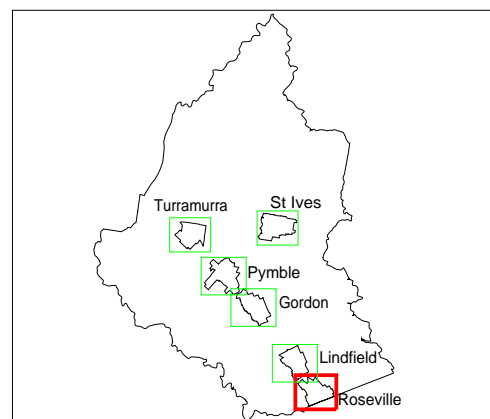 Turramurra
St Ives
Pymble
Gordon
Lindfield
Roseville